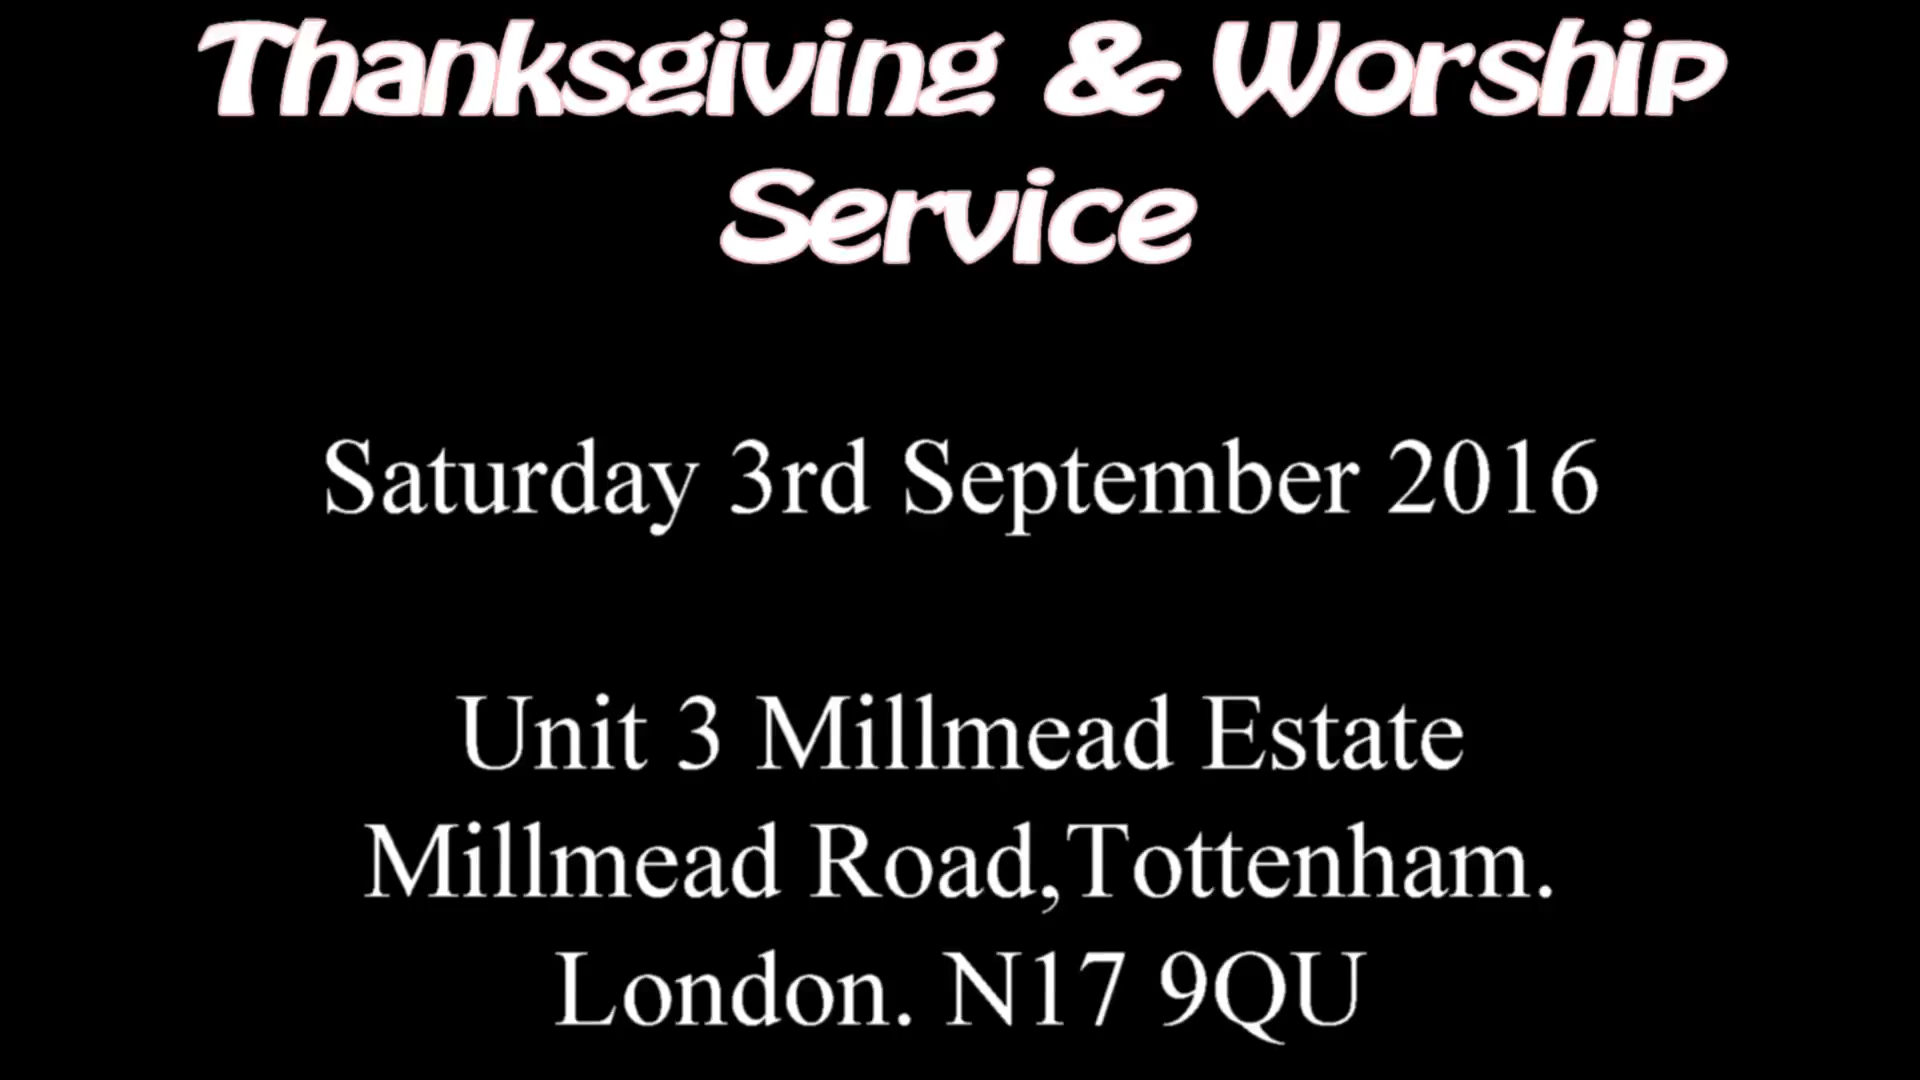 Thanksgiving & Worship
Service
Saturday 3rd September 2016
Unit 3 Millmead Estate
Millmead Road,Tottenham.
London. N17 9QU